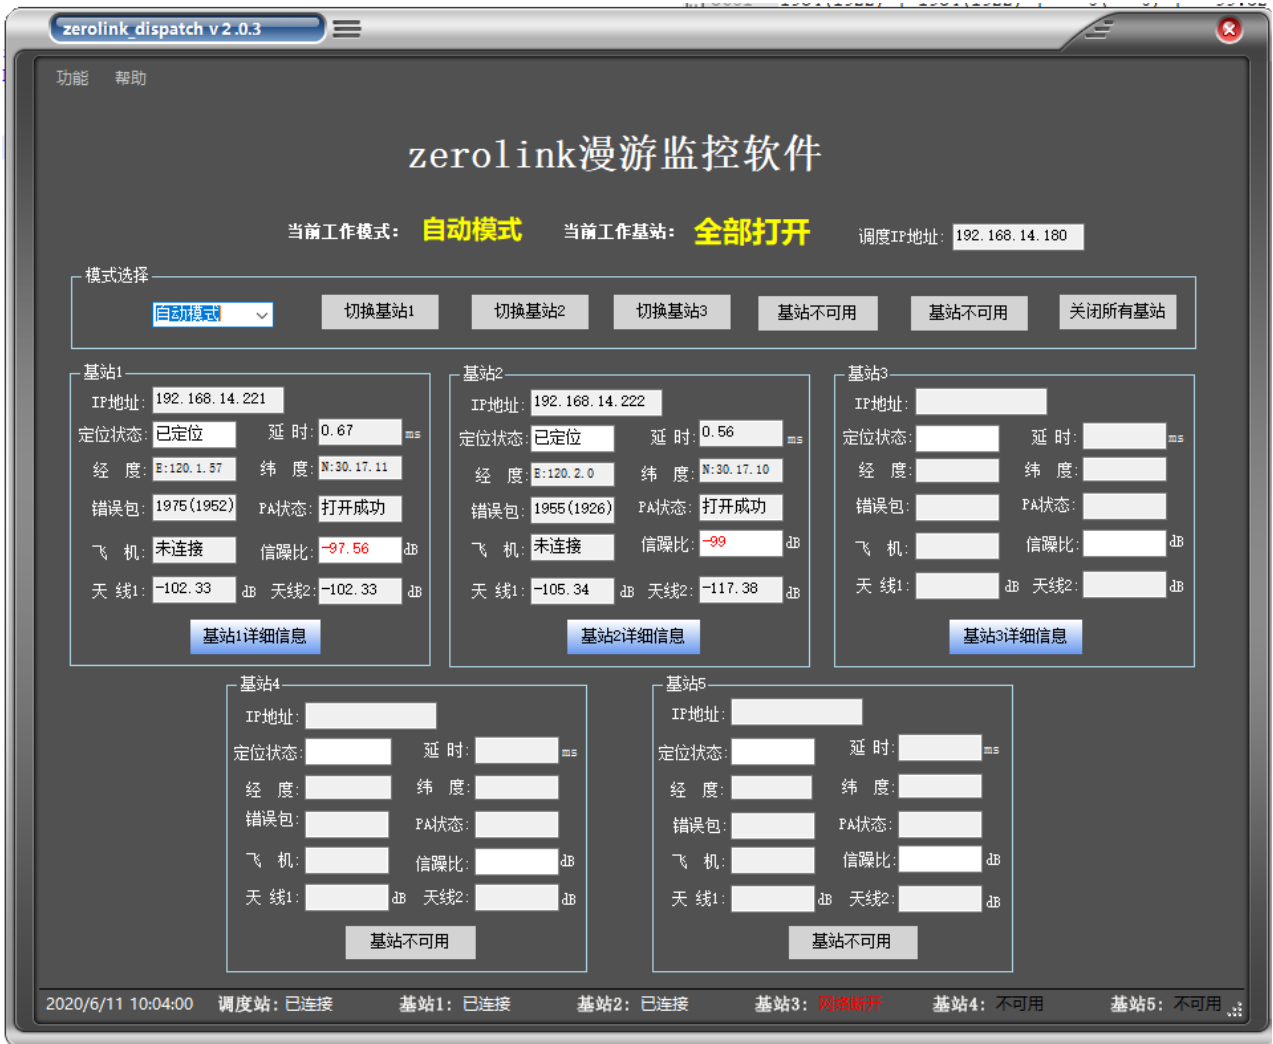 zerolink_dispatch v 2.0.3
功能 帮助
zerolink漫游监控软件
当前工作模式: 自动模式 当前工作基站: 全部打开 调度IP地址: 192.168.14.180
模式选择
自动模式 切换基站1 切换基站2 切换基站3 基站不可用 基站不可用 关闭所有基站
基站1
IP地址: 192.168.14.221
定位状态: 已定位 延 时: 0.67 ms
经 度: E:120.1.57 纬 度: N:30.17.11
错误包: 1975(1952) PA状态: 打开成功
飞 机: 未连接 信躁比: -97.56 dB
天 线1: -102.33 dB 天线2: -102.33 dB
基站1详细信息
基站2
IP地址: 192.168.14.222
定位状态: 已定位 延 时: 0.56 ms
经 度: E:120.2.0 纬 度: N:30.17.10
错误包: 1955(1926) PA状态: 打开成功
飞 机: 未连接 信躁比: -99 dB
天 线1: -105.34 dB 天线2: -117.38 dB
基站2详细信息
基站3
IP地址:
定位状态: 延 时: ms
经 度: 纬 度:
错误包: PA状态:
飞 机: 信躁比: dB
天 线1: dB 天线2: dB
基站3详细信息
基站4
IP地址:
定位状态: 延 时: ms
经 度: 纬 度:
错误包: PA状态:
飞 机: 信躁比: dB
天 线1: dB 天线2: dB
基站不可用
基站5
IP地址:
定位状态: 延 时: ms
经 度: 纬 度:
错误包: PA状态:
飞 机: 信躁比: dB
天 线1: dB 天线2: dB
基站不可用
2020/6/11 10:04:00 调度站: 已连接 基站1: 已连接 基站2: 已连接 基站3: 网络断开 基站4: 不可用 基站5: 不可用